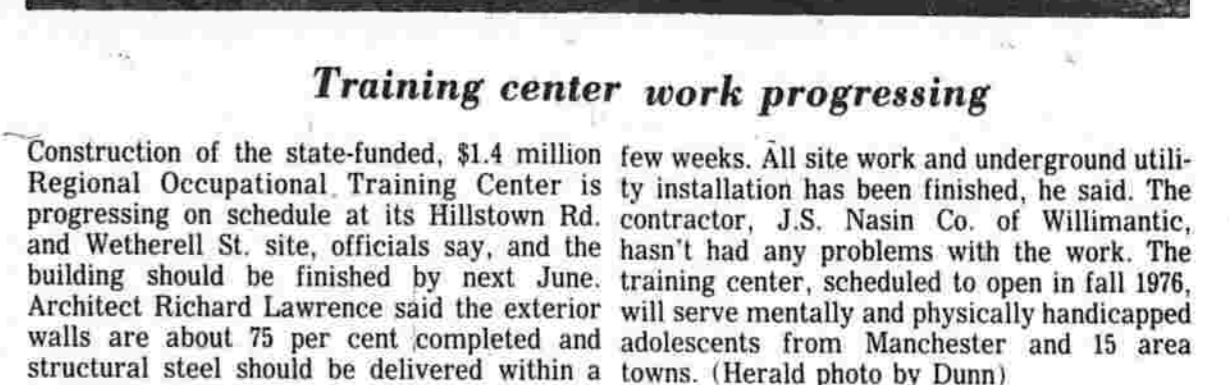 Training center work progressing
Construction of the state-funded, $1.4 million
Regional Occupational Training Center is
progressing on schedule at its Hillstown Rd.
and Wetherell St. site, officials say, and the
building should be finished by next June.
Architect Richard Lawrence said the exterior
walls are about 75 per cent completed and
structural steel should be delivered within a
few weeks. All site work and underground utili-
ty installation has been finished, he said. The
contractor, J.S. Nasin Co. of Willimantic,
hasn't had any problems with the work. The
training center, scheduled to open in fall 1976,
will serve mentally and physically handicapped
adolescents from Manchester and 15 area
towns. (Herald photo by Dunn)